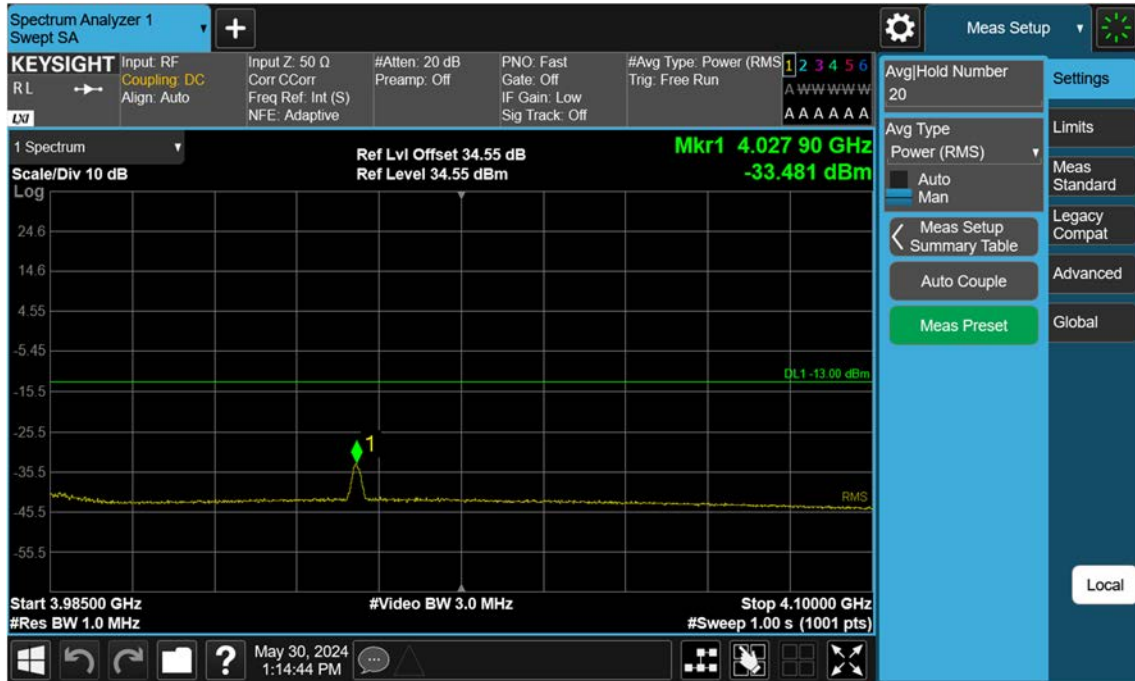 Spectrum Analyzer 1
Swept SA
Meas Setup
KEYSIGHT
R L
LXI
Input: RF
Coupling: DC
Align: Auto
Input Z: 50 Ω
Corr CCorr
Freq Ref: Int (S)
NFE: Adaptive
#Atten: 20 dB
Preamp: Off
PNO: Fast
Gate: Off
IF Gain: Low
Sig Track: Off
#Avg Type: Power (RMS
Trig: Free Run
1 2 3 4 5 6
A W W W W W
A A A A A A
1 Spectrum
Scale/Div 10 dB
Ref Lvl Offset 34.55 dB
Ref Level 34.55 dBm
Mkr1 4.027 90 GHz
-33.481 dBm
Log
24.6
14.6
4.55
-5.45
-15.5
-25.5
-35.5
-45.5
-55.5
DL1 -13.00 dBm
1
RMS
Start 3.98500 GHz
#Res BW 1.0 MHz
#Video BW 3.0 MHz
Stop 4.10000 GHz
#Sweep 1.00 s (1001 pts)
Avg|Hold Number
20
Avg Type
Power (RMS)
Auto
Man
Meas Setup
Summary Table
Auto Couple
Meas Preset
Settings
Limits
Meas
Standard
Legacy
Compat
Advanced
Global
Local
?
May 30, 2024
1:14:44 PM